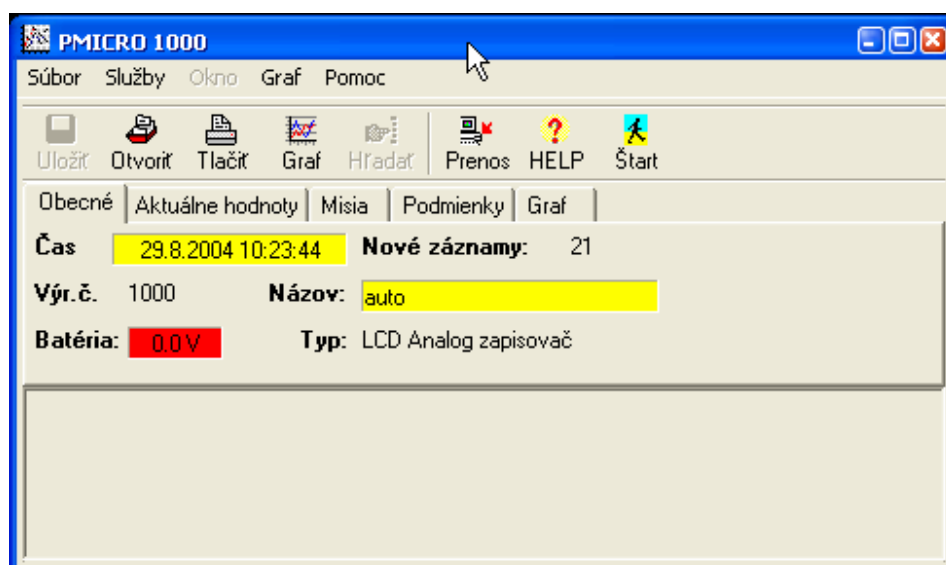 PMICRO 1000
Súbor Služby Okno Graf Pomoc
Uložiť Otvoriť Tlačiť Graf Hľadať Prenos HELP Štart
Obecné Aktuálne hodnoty Misia Podmienky Graf
Čas 29.8.2004 10:23:44 Nové záznamy: 21
Výr.č. 1000 Názov: auto
Batéria: 0.0 V Typ: LCD Analog zapisovač